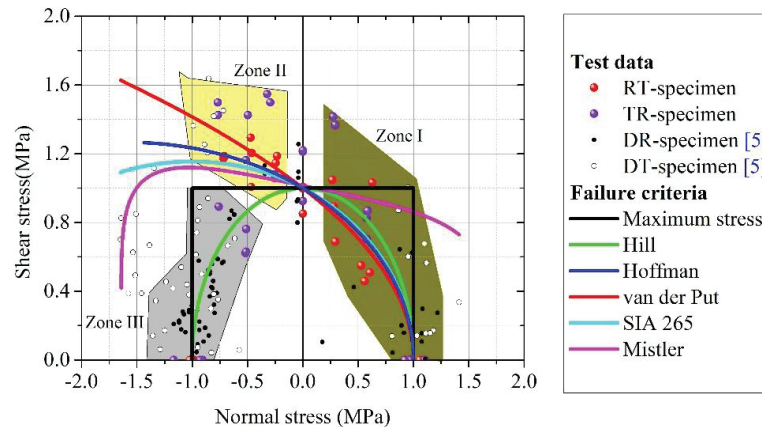 Shear stress(MPa)
2.0
1.6
1.2
0.8
0.4
0.0
Zone II
Zone I
Zone III
-2.0 -1.5 -1.0 -0.5 0.0 0.5 1.0 1.5 2.0
Normal stress (MPa)
Test data
RT-specimen
TR-specimen
DR-specimen [5
DT-specimen [5]
Failure criteria
Maximum stress
Hill
Hoffman
van der Put
SIA 265
Mistler